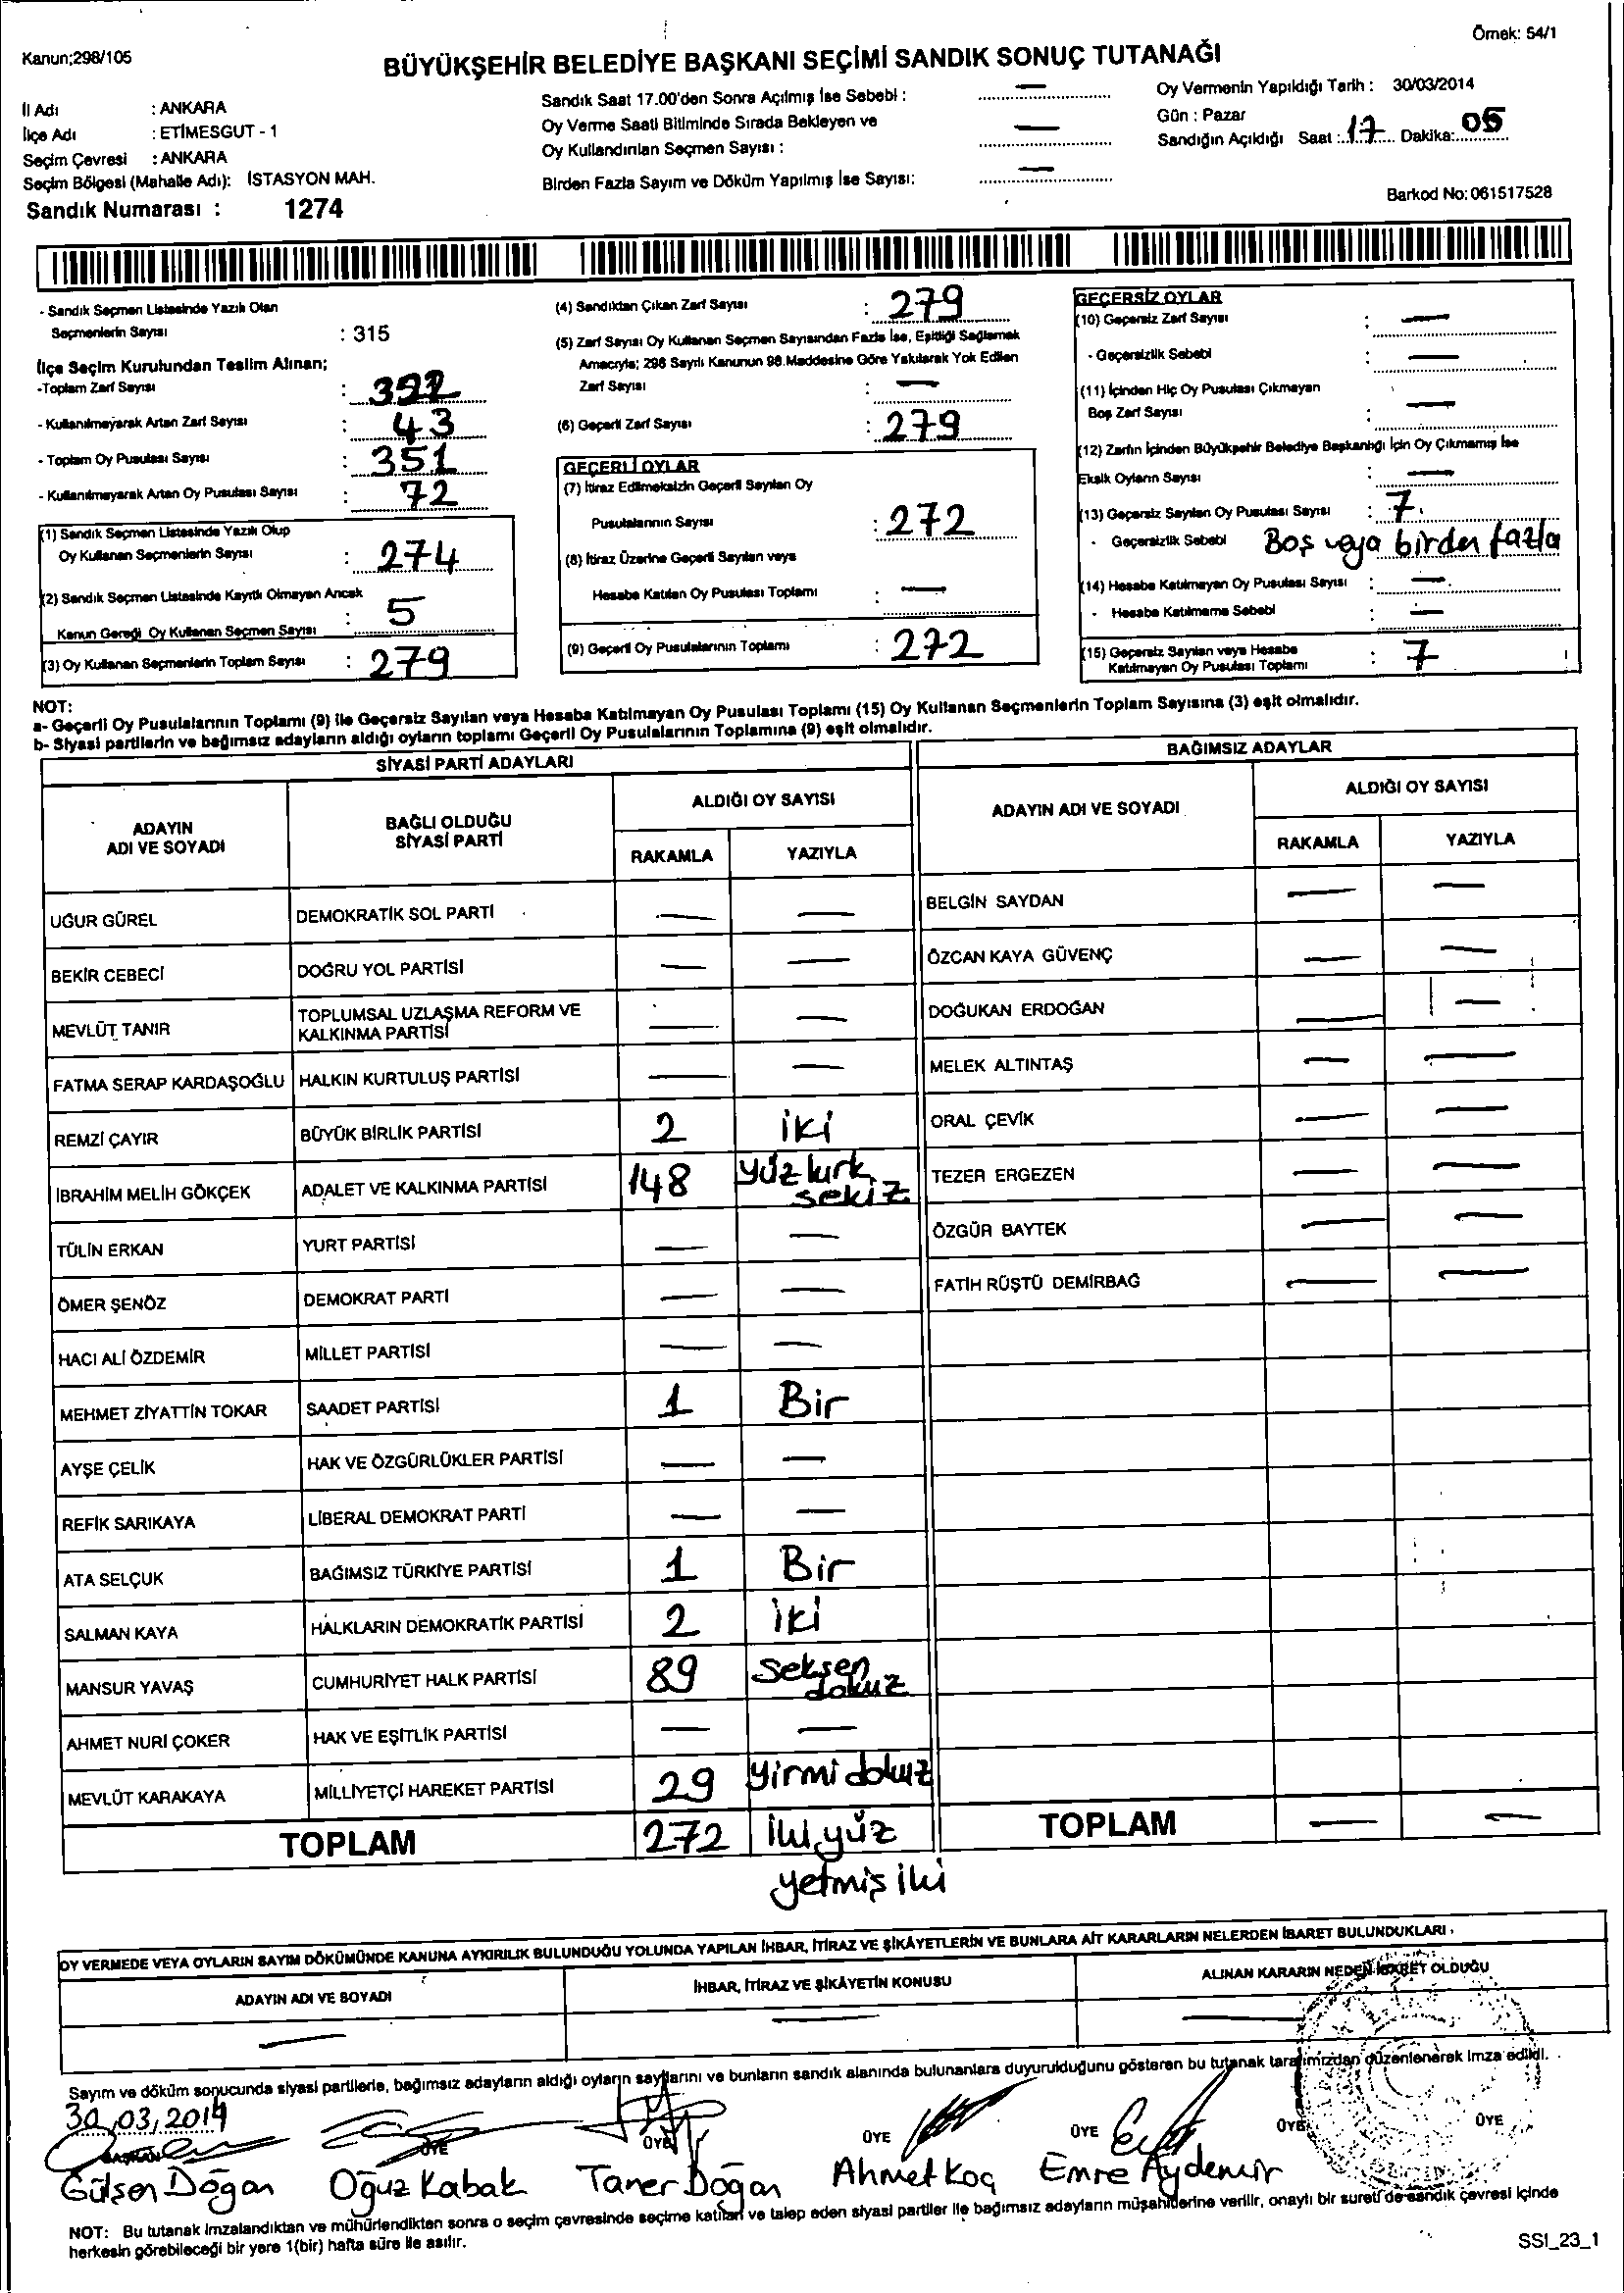 Kanun;298/105
Örnek: 54/1
BÜYÜKŞEHİR BELEDİYE BAŞKANI SEÇİMİ SANDIK SONUÇ TUTANAĞI
İl Adı : ANKARA
İlçe Adı : ETİMESGUT - 1
Seçim Çevresi : ANKARA
Seçim Bölgesi (Mahalle Adı): İSTASYON MAH.
Sandık Numarası : 1274
Sandık Saat 17.00'den Sonra Açılmış İse Sebebi : —
Oy Verme Saati Bitiminde Sırada Bekleyen ve
Oy Kullandırılan Seçmen Sayısı : —
Birden Fazla Sayım ve Döküm Yapılmış İse Sayısı: —
Oy Vermenin Yapıldığı Tarih : 30/03/2014
Gün : Pazar
Sandığın Açıldığı Saat : 17 Dakika: 05
Barkod No: 061517528
- Sandık Seçmen Listesinde Yazılı Olan
Seçmenlerin Sayısı : 315
İlçe Seçim Kurulundan Teslim Alınan;
-Toplam Zarf Sayısı : 322
- Kullanılmayarak Artan Zarf Sayısı : 43
- Toplam Oy Pusulası Sayısı : 351
- Kullanılmayarak Artan Oy Pusulası Sayısı : 72
(1) Sandık Seçmen Listesinde Yazılı Olup
Oy Kullanan Seçmenlerin Sayısı : 274
(2) Sandık Seçmen Listesinde Kayıtlı Olmayan Ancak
Kanun Gereği Oy Kullanan Seçmen Sayısı : 5
(3) Oy Kullanan Seçmenlerin Toplam Sayısı : 279
(4) Sandıktan Çıkan Zarf Sayısı : 279
(5) Zarf Sayısı Oy Kullanan Seçmen Sayısından Fazla İse, Eşitliği Sağlamak
Amacıyla; 298 Sayılı Kanunun 98.Maddesine Göre Yakılarak Yok Edilen
Zarf Sayısı : —
(6) Geçerli Zarf Sayısı : 279
GEÇERLİ OYLAR
(7) İtiraz Edilmeksizin Geçerli Sayılan Oy
Pusulalarının Sayısı : 272
(8) İtiraz Üzerine Geçerli Sayılan veya
Hesaba Katılan Oy Pusulası Toplamı : —
(9) Geçerli Oy Pusulalarının Toplamı : 272
GEÇERSİZ OYLAR
(10) Geçersiz Zarf Sayısı : —
- Geçersizlik Sebebi : —
(11) İçinden Hiç Oy Pusulası Çıkmayan
Boş Zarf Sayısı : —
(12) Zarfın İçinden Büyükşehir Belediye Başkanlığı İçin Oy Çıkmamış İse
Eksik Oyların Sayısı : —
(13) Geçersiz Sayılan Oy Pusulası Sayısı : 7
- Geçersizlik Sebebi Boş veya birden fazla
(14) Hesaba Katılmayan Oy Pusulası Sayısı : —
- Hesaba Katılmama Sebebi : —
(15) Geçersiz Sayılan veya Hesaba
Katılmayan Oy Pusulası Toplamı : 7
NOT:
a- Geçerli Oy Pusulalarının Toplamı (9) ile Geçersiz Sayılan veya Hesaba Katılmayan Oy Pusulası Toplamı (15) Oy Kullanan Seçmenlerin Toplam Sayısına (3) eşit olmalıdır.
b- Siyasi partilerin ve bağımsız adayların aldığı oyların toplamı Geçerli Oy Pusulalarının Toplamına (9) eşit olmalıdır.
SİYASİ PARTİ ADAYLARI
ADAYIN
ADI VE SOYADI
BAĞLI OLDUĞU
SİYASİ PARTİ
ALDIĞI OY SAYISI
RAKAMLA YAZIYLA
UĞUR GÜREL DEMOKRATİK SOL PARTİ — —
BEKİR CEBECİ DOĞRU YOL PARTİSİ — —
MEVLÜT TANIR TOPLUMSAL UZLAŞMA REFORM VE
KALKINMA PARTİSİ — —
FATMA SERAP KARDAŞOĞLU HALKIN KURTULUŞ PARTİSİ — —
REMZİ ÇAYIR BÜYÜK BİRLİK PARTİSİ 2 iki
İBRAHİM MELİH GÖKÇEK ADALET VE KALKINMA PARTİSİ 148 yüz kırk
sekiz
TÜLİN ERKAN YURT PARTİSİ — —
ÖMER ŞENÖZ DEMOKRAT PARTİ — —
HACI ALİ ÖZDEMİR MİLLET PARTİSİ — —
MEHMET ZİYATTİN TOKAR SAADET PARTİSİ 1 Bir
AYŞE ÇELİK HAK VE ÖZGÜRLÜKLER PARTİSİ — —
REFİK SARIKAYA LİBERAL DEMOKRAT PARTİ — —
ATA SELÇUK BAĞIMSIZ TÜRKİYE PARTİSİ 1 Bir
SALMAN KAYA HALKLARIN DEMOKRATİK PARTİSİ 2 iki
MANSUR YAVAŞ CUMHURİYET HALK PARTİSİ 89 Seksen
dokuz
AHMET NURİ ÇOKER HAK VE EŞİTLİK PARTİSİ — —
MEVLÜT KARAKAYA MİLLİYETÇİ HAREKET PARTİSİ 29 yirmi dokuz
TOPLAM 272 iki yüz
yetmiş iki
BAĞIMSIZ ADAYLAR
ADAYIN ADI VE SOYADI
ALDIĞI OY SAYISI
RAKAMLA YAZIYLA
BELGİN SAYDAN — —
ÖZCAN KAYA GÜVENÇ — —
DOĞUKAN ERDOĞAN — —
MELEK ALTINTAŞ — —
ORAL ÇEVİK — —
TEZER ERGEZEN — —
ÖZGÜR BAYTEK — —
FATİH RÜŞTÜ DEMİRBAĞ — —
TOPLAM — —
OY VERMEDE VEYA OYLARIN SAYIM DÖKÜMÜNDE KANUNA AYKIRILIK BULUNDUĞU YOLUNDA YAPILAN İHBAR, İTİRAZ VE ŞİKÂYETLERİN VE BUNLARA AİT KARARLARIN NELERDEN İBARET BULUNDUKLARI .
ADAYIN ADI VE SOYADI İHBAR, İTİRAZ VE ŞİKÂYETİN KONUSU ALINAN KARARIN NEDEN İBARET OLDUĞU
— — —
Sayım ve döküm sonucunda siyasi partilerle, bağımsız adayların aldığı oyların sayılarını ve bunların sandık alanında bulunanlara duyurulduğunu gösteren bu tutanak tarafımızdan düzenlenerek imza edildi.
30,03,2014
BAŞKAN ÜYE ÜYE ÜYE ÜYE ÜYE ÜYE
Gülsen Doğan Oğuz Kabak Taner Doğan Ahmet Koç Emre Aydemir
NOT: Bu tutanak imzalandıktan ve mühürlendikten sonra o seçim çevresinde seçime katılan ve talep eden siyasi partiler ile bağımsız adayların müşahitlerine verilir, onaylı bir sureti de sandık çevresi içinde
herkesin görebileceği bir yere 1(bir) hafta süre ile asılır.
SSI_23_1